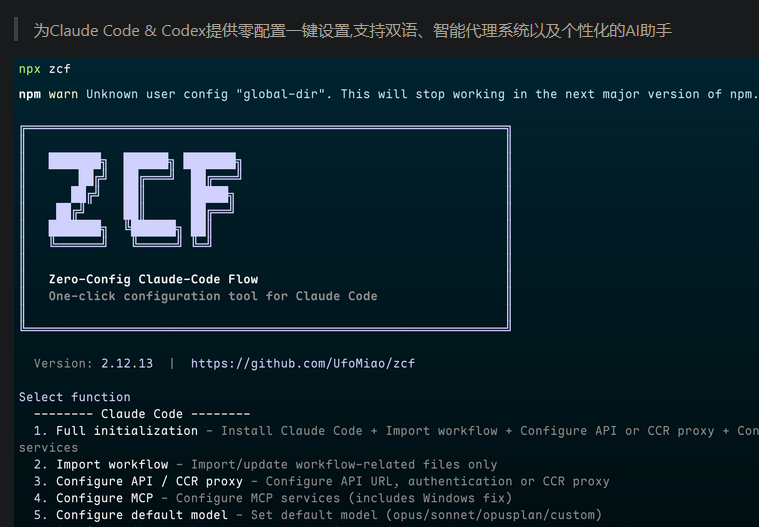 为Claude Code & Codex提供零配置一键设置,支持双语、智能代理系统以及个性化的AI助手
npx zcf
npm warn Unknown user config "global-dir". This will stop working in the next major version of npm.
ZCF
Zero-Config Claude-Code Flow
One-click configuration tool for Claude Code
Version: 2.12.13 | https://github.com/UfoMiao/zcf
Select function
-------- Claude Code --------
1. Full initialization - Install Claude Code + Import workflow + Configure API or CCR proxy + Con
services
2. Import workflow - Import/update workflow-related files only
3. Configure API / CCR proxy - Configure API URL, authentication or CCR proxy
4. Configure MCP - Configure MCP services (includes Windows fix)
5. Configure default model - Set default model (opus/sonnet/opusplan/custom)